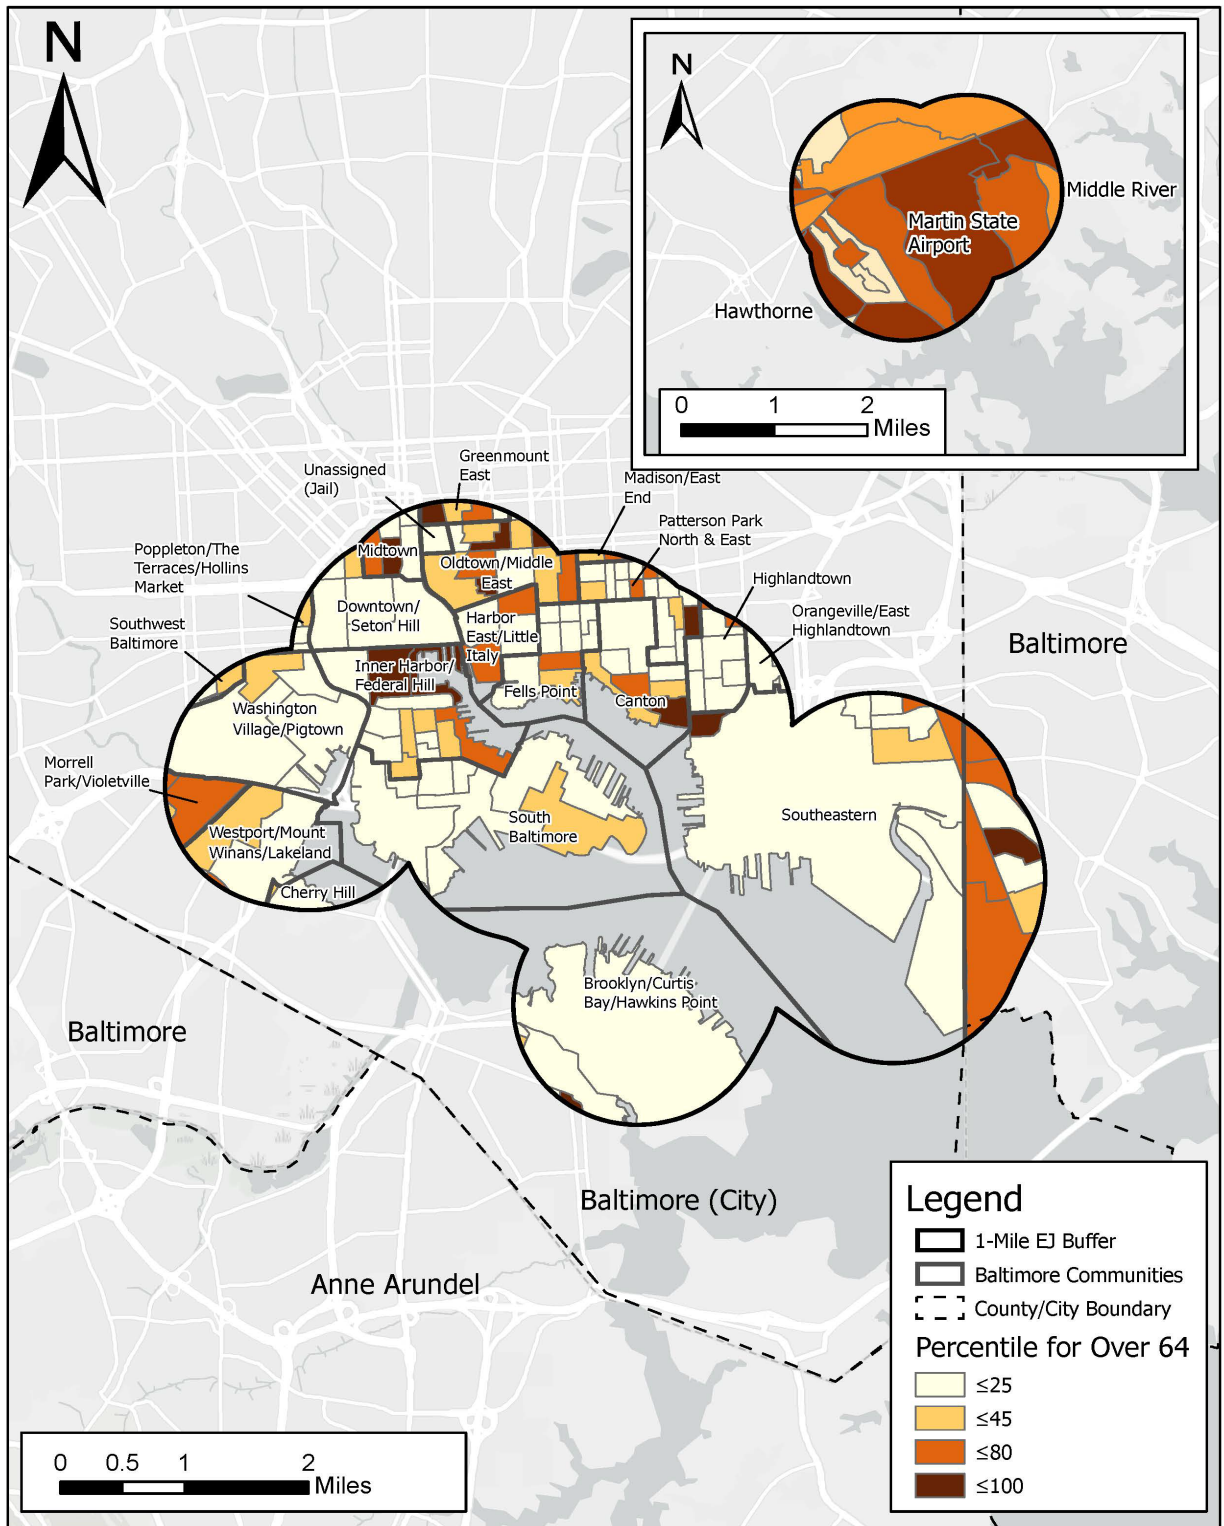 N
N
Middle River
Martin State
Airport
Hawthorne
0 1 2
Miles
Greenmount
East
Unassigned
(Jail)
Madison/East
End
Patterson Park
North & East
Poppleton/The
Terraces/Hollins
Market
Midtown
Oldtown/Middle
East
Highlandtown
Downtown/
Seton Hill
Harbor
East/Little
Italy
Orangeville/East
Highlandtown
Southwest
Baltimore
Baltimore
Inner Harbor/
Federal Hill
Fells Point
Canton
Washington
Village/Pigtown
Morrell
Park/Violetville
South
Baltimore
Southeastern
Westport/Mount
Winans/Lakeland
Cherry Hill
Brooklyn/Curtis
Bay/Hawkins Point
Baltimore
Baltimore (City)
Anne Arundel
Legend
1-Mile EJ Buffer
Baltimore Communities
County/City Boundary
Percentile for Over 64
≤25
≤45
≤80
≤100
0 0.5 1 2
Miles